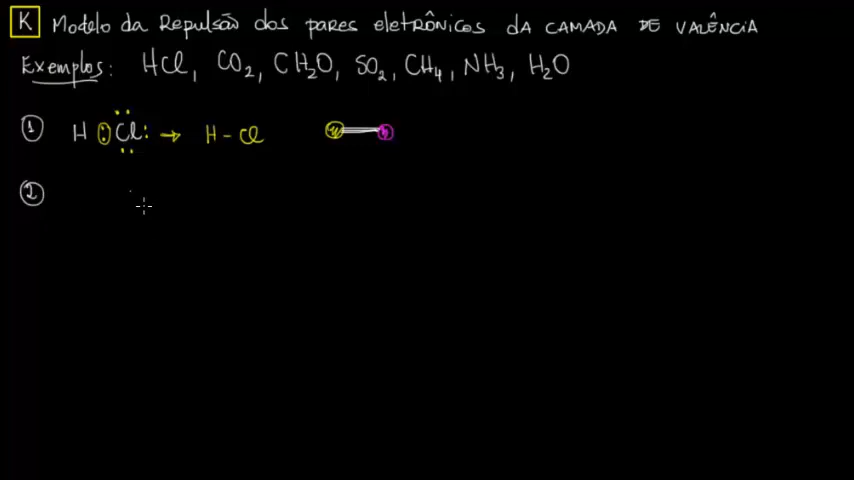 K Modelo da Repulsão dos pares eletrônicos da camada de valência
Exemplos: HCl, CO2, CH2O, SO2, CH4, NH3, H2O
1 H : Cl : → H - Cl
2